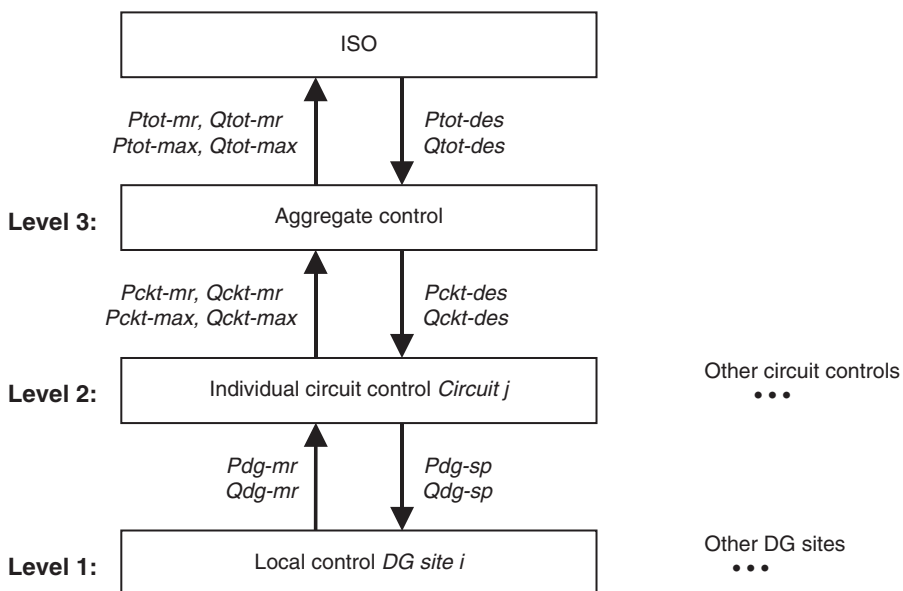 ISO
Ptot-mr, Qtot-mr
Ptot-max, Qtot-max
Ptot-des
Qtot-des
Level 3:
Aggregate control
Pckt-mr, Qckt-mr
Pckt-max, Qckt-max
Pckt-des
Qckt-des
Level 2:
Individual circuit control Circuit j
Other circuit controls
•••
Pdg-mr
Qdg-mr
Pdg-sp
Qdg-sp
Level 1:
Local control DG site i
Other DG sites
•••